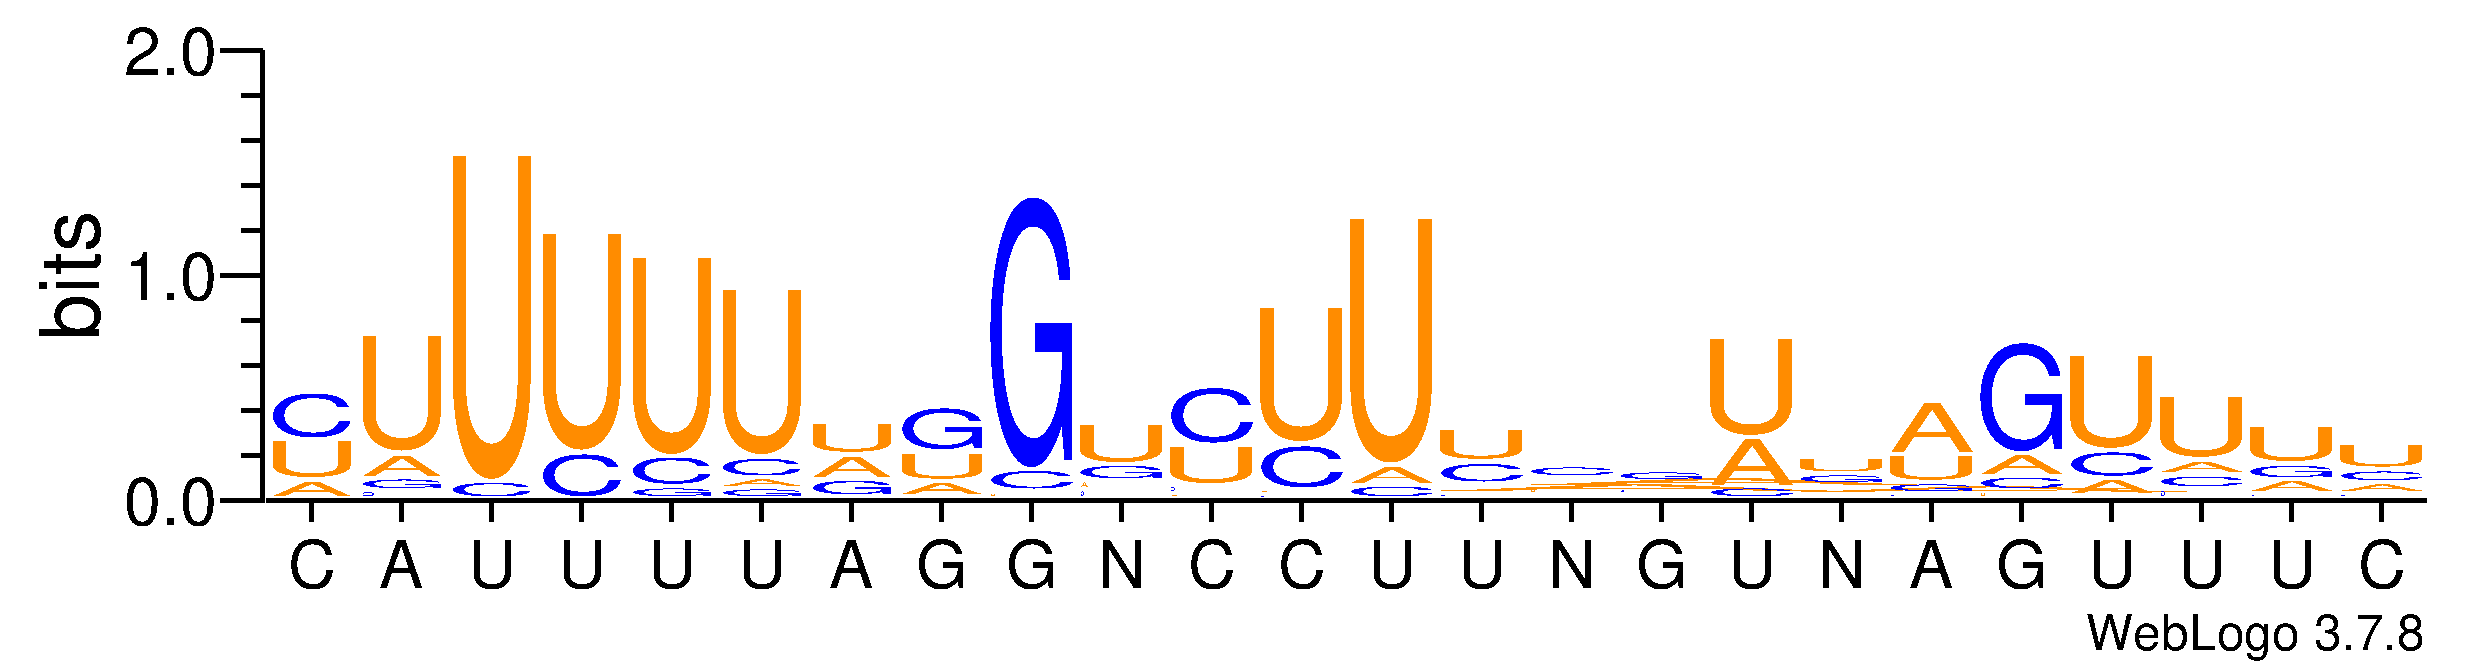 bits
2.0
1.0
0.0
C A U U U U A G G N C C U U N G U N A G U U U C
WebLogo 3.7.8